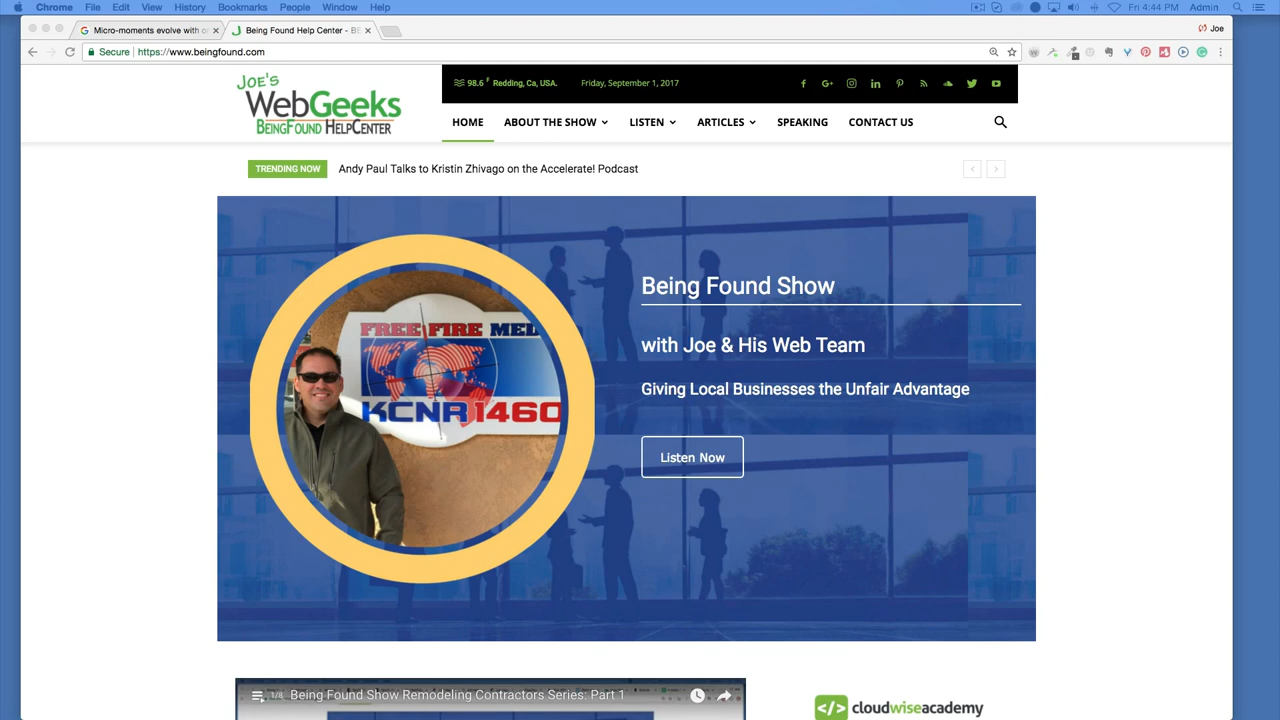 Chrome File Edit View History Bookmarks People Window Help Fri 4:44 PM Admin
Micro-moments evolve with Being Found Help Center - BE Joe
Secure https://www.beingfound.com
JOE'S
WebGeeks
BEINGFOUND HELPCENTER
98.6 F Redding, Ca, USA. Friday, September 1, 2017
HOME ABOUT THE SHOW LISTEN ARTICLES SPEAKING CONTACT US
TRENDING NOW Andy Paul Talks to Kristin Zhivago on the Accelerate! Podcast
FREE FIRE MED
KCNR1460
Being Found Show
with Joe & His Web Team
Giving Local Businesses the Unfair Advantage
Listen Now
1/8 Being Found Show Remodeling Contractors Series: Part 1
</> cloudwiseacademy